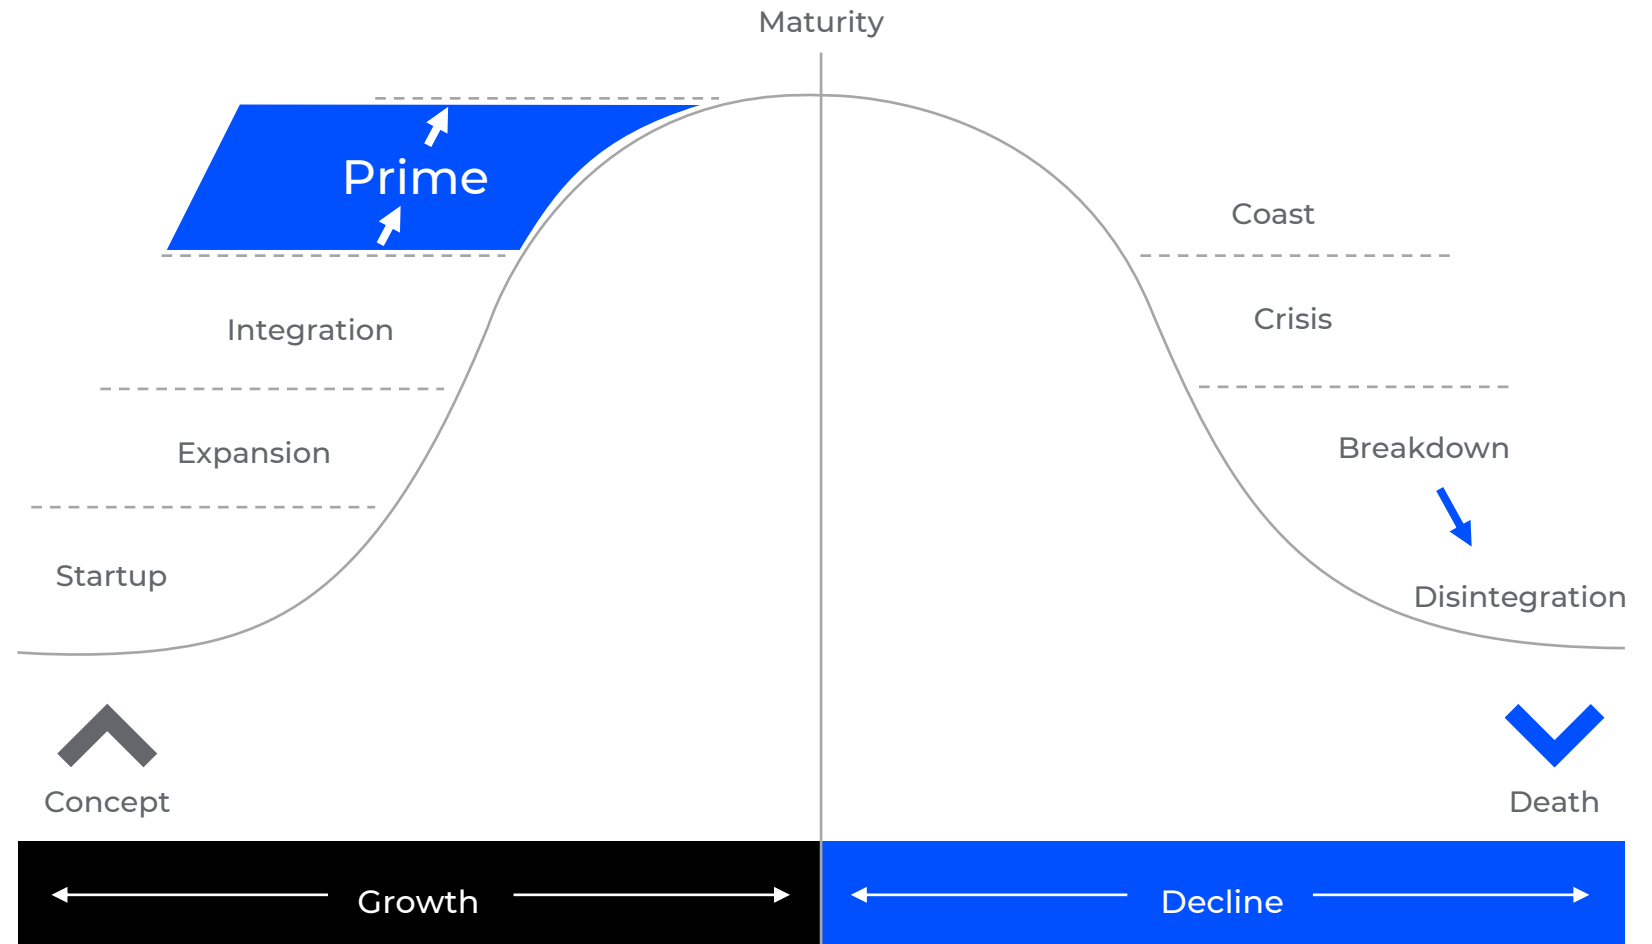 Maturity
Prime
Integration
Expansion
Startup
Concept
Coast
Crisis
Breakdown
Disintegration
Death
Growth
Decline